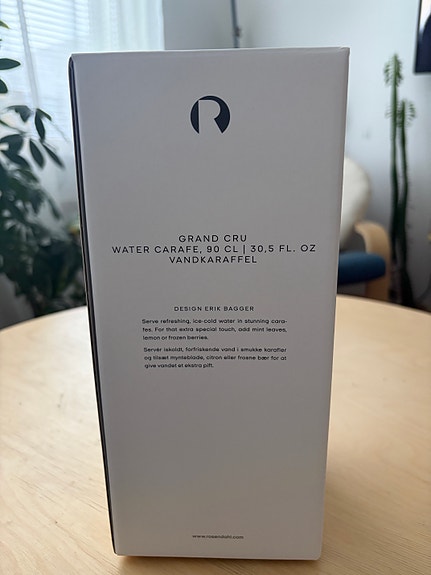 R
GRAND CRU
WATER CARAFE, 90 CL | 30,5 FL. OZ
VANDKARAFFEL
DESIGN ERIK BAGGER
Serve refreshing, ice-cold water in stunning cara-
fes. For that extra special touch, add mint leaves,
lemon or frozen berries.
Servér iskoldt, forfriskende vand i smukke karafler
og tilsæt mynteblade, citron eller frosne bær for at
give vandet et ekstra pift.
www.rosendahl.com